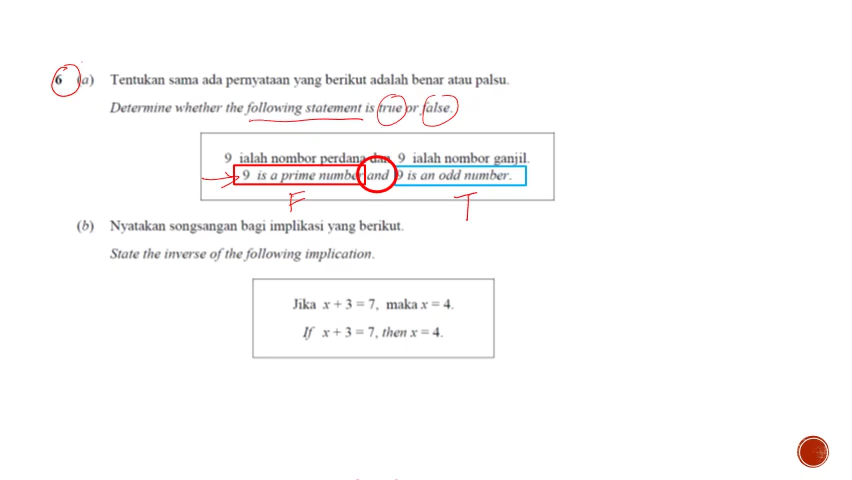 6 (a) Tentukan sama ada pernyataan yang berikut adalah benar atau palsu.
Determine whether the following statement is true or false.
9 ialah nombor perdana dan 9 ialah nombor ganjil.
9 is a prime number and 9 is an odd number.
F T
(b) Nyatakan songsangan bagi implikasi yang berikut.
State the inverse of the following implication.
Jika x + 3 = 7, maka x = 4.
If x + 3 = 7, then x = 4.